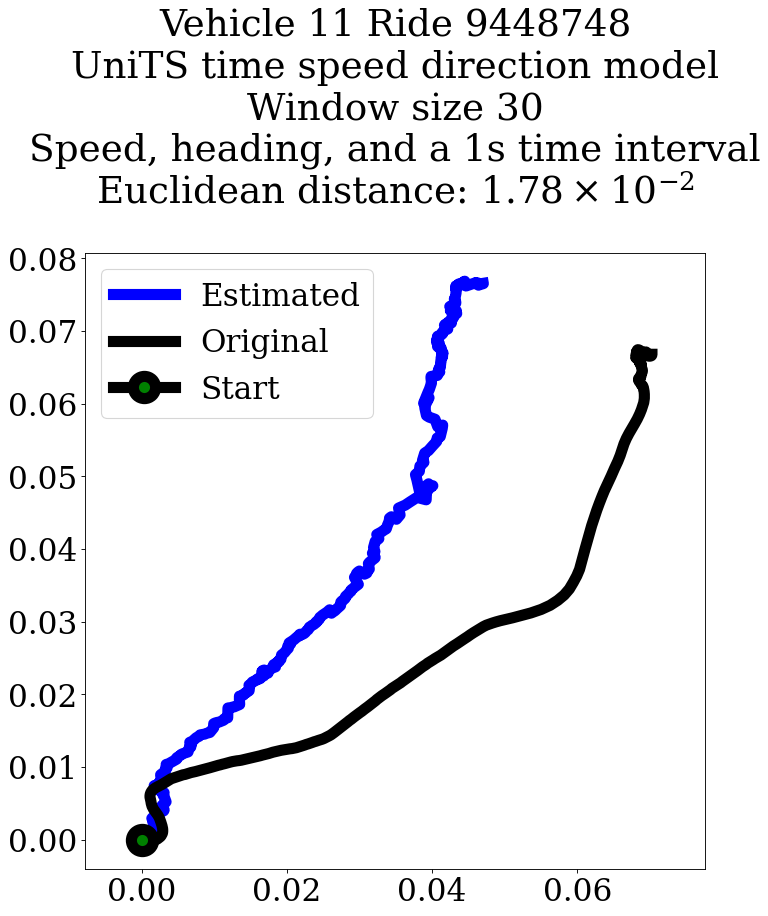 Vehicle 11 Ride 9448748
UniTS time speed direction model
Window size 30
Speed, heading, and a 1s time interval
Euclidean distance: 1.78 × 10⁻²
0.08
0.07
0.06
0.05
0.04
0.03
0.02
0.01
0.00
Estimated
Original
Start
0.00 0.02 0.04 0.06